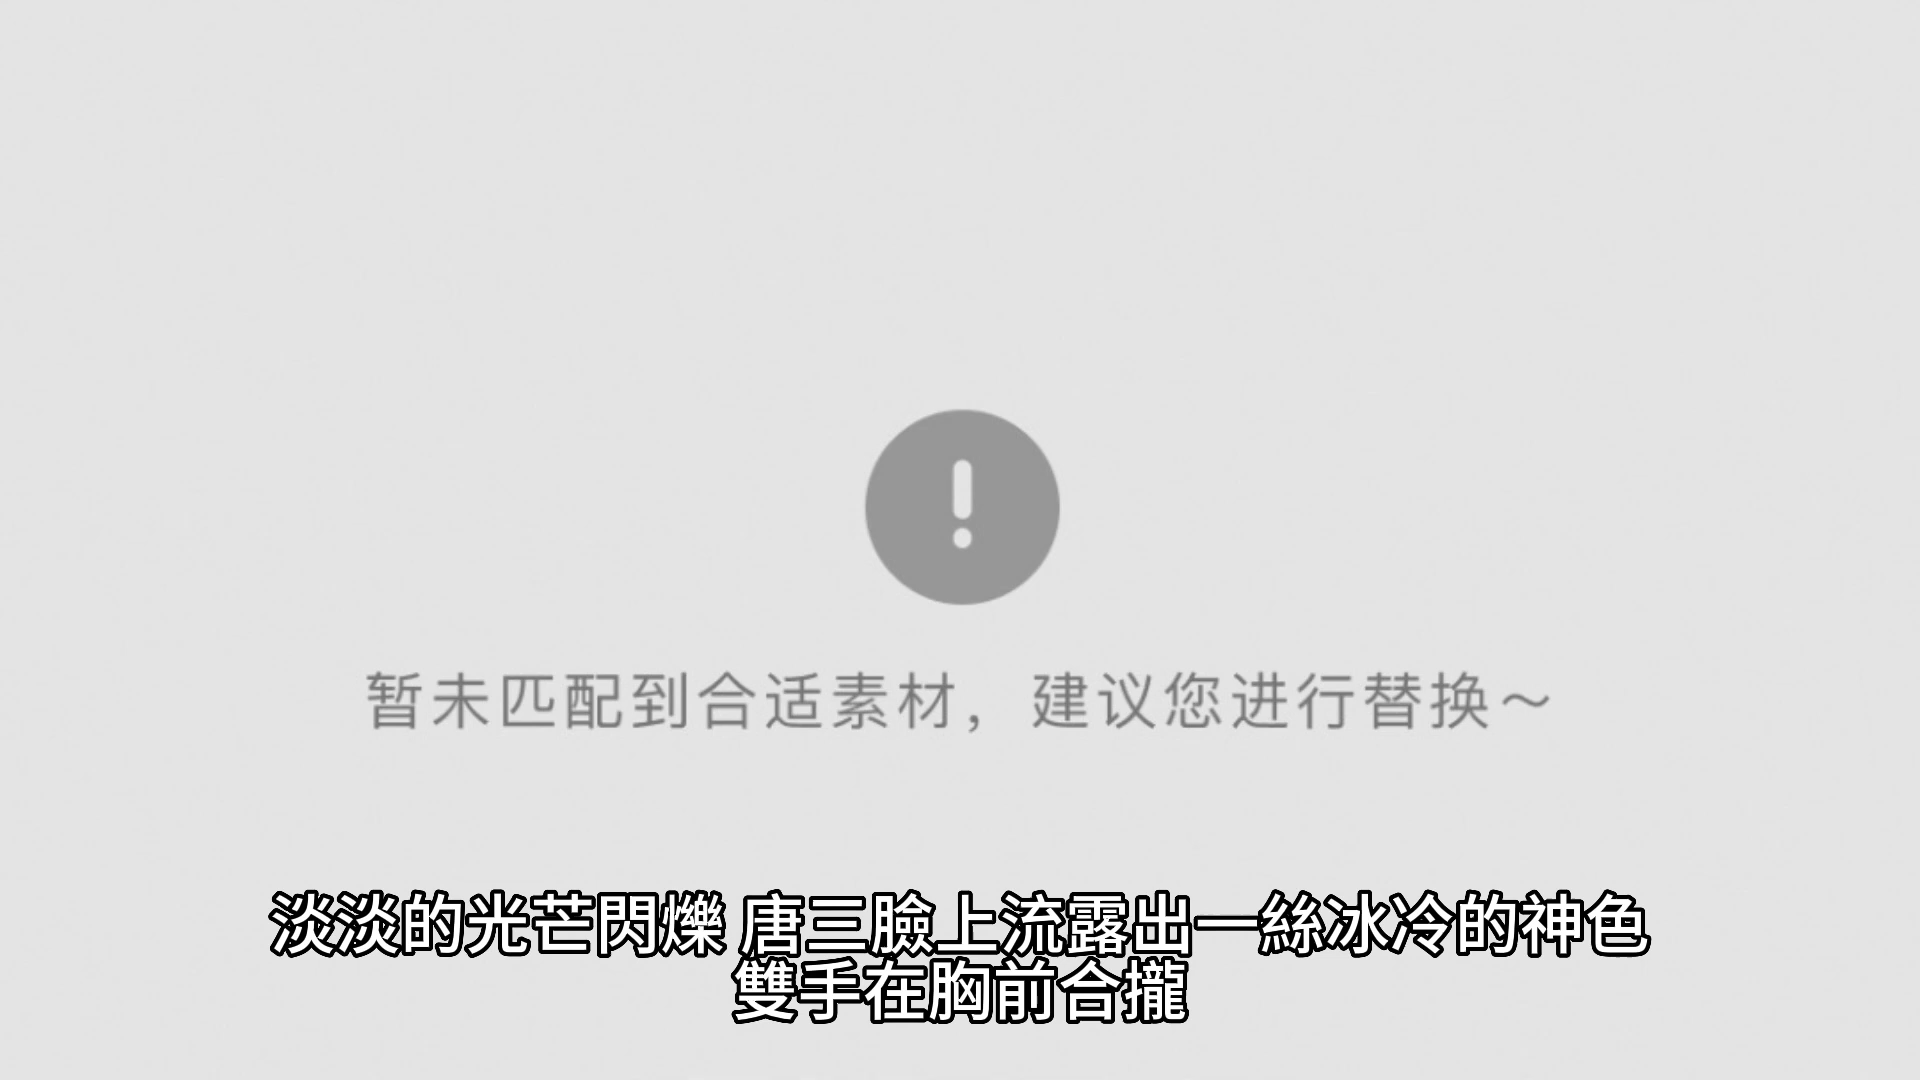 暂未匹配到合适素材，建议您进行替换～
淡淡的光芒閃爍 唐三臉上流露出一絲冰冷的神色
雙手在胸前合攏